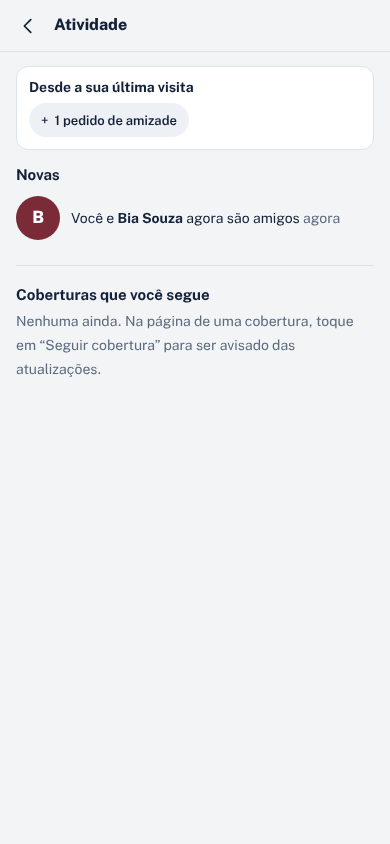 Atividade
Desde a sua última visita
+ 1 pedido de amizade
Novas
B
Você e Bia Souza agora são amigos agora
Coberturas que você segue
Nenhuma ainda. Na página de uma cobertura, toque
em “Seguir cobertura” para ser avisado das
atualizações.